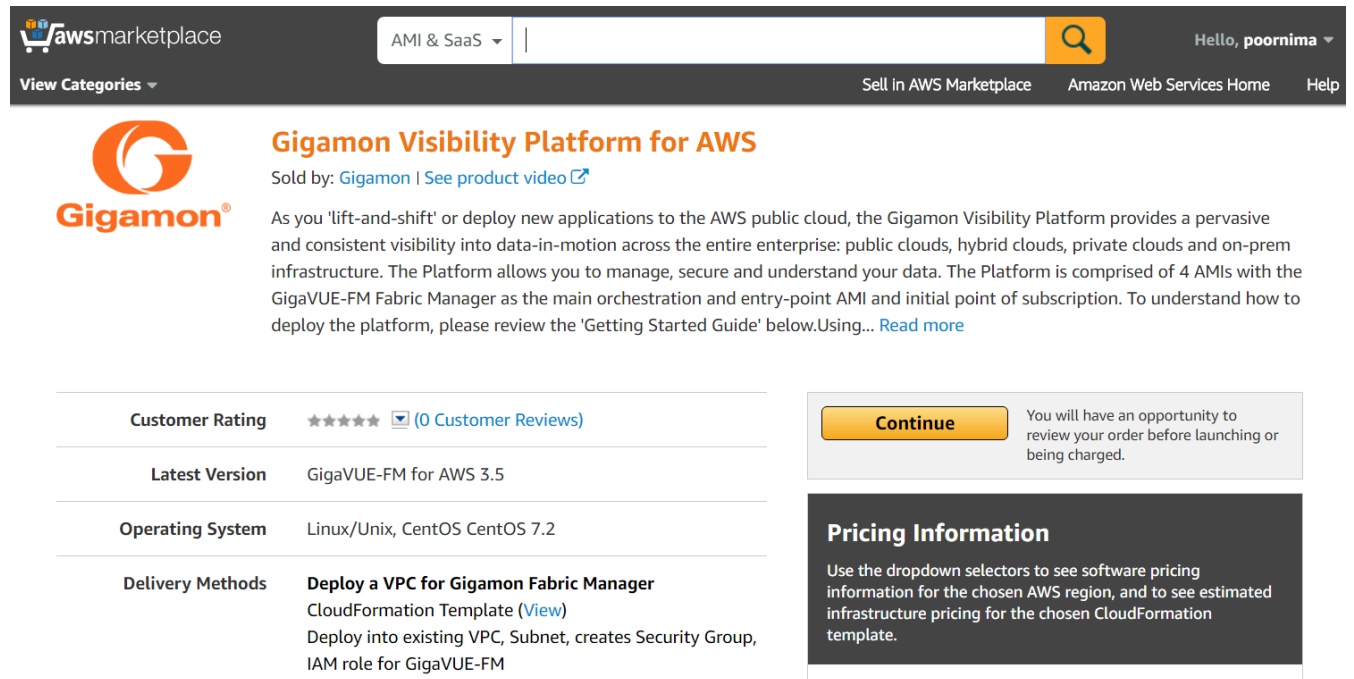 awsmarketplace
AMI & SaaS
Hello, poornima
View Categories
Sell in AWS Marketplace
Amazon Web Services Home
Help
Gigamon®
Gigamon Visibility Platform for AWS
Sold by: Gigamon | See product video
As you 'lift-and-shift' or deploy new applications to the AWS public cloud, the Gigamon Visibility Platform provides a pervasive
and consistent visibility into data-in-motion across the entire enterprise: public clouds, hybrid clouds, private clouds and on-prem
infrastructure. The Platform allows you to manage, secure and understand your data. The Platform is comprised of 4 AMIs with the
GigaVUE-FM Fabric Manager as the main orchestration and entry-point AMI and initial point of subscription. To understand how to
deploy the platform, please review the 'Getting Started Guide' below.Using... Read more
Customer Rating
(0 Customer Reviews)
Latest Version
GigaVUE-FM for AWS 3.5
Operating System
Linux/Unix, CentOS CentOS 7.2
Delivery Methods
Deploy a VPC for Gigamon Fabric Manager
CloudFormation Template (View)
Deploy into existing VPC, Subnet, creates Security Group,
IAM role for GigaVUE-FM
Continue
You will have an opportunity to
review your order before launching or
being charged.
Pricing Information
Use the dropdown selectors to see software pricing
information for the chosen AWS region, and to see estimated
infrastructure pricing for the chosen CloudFormation
template.